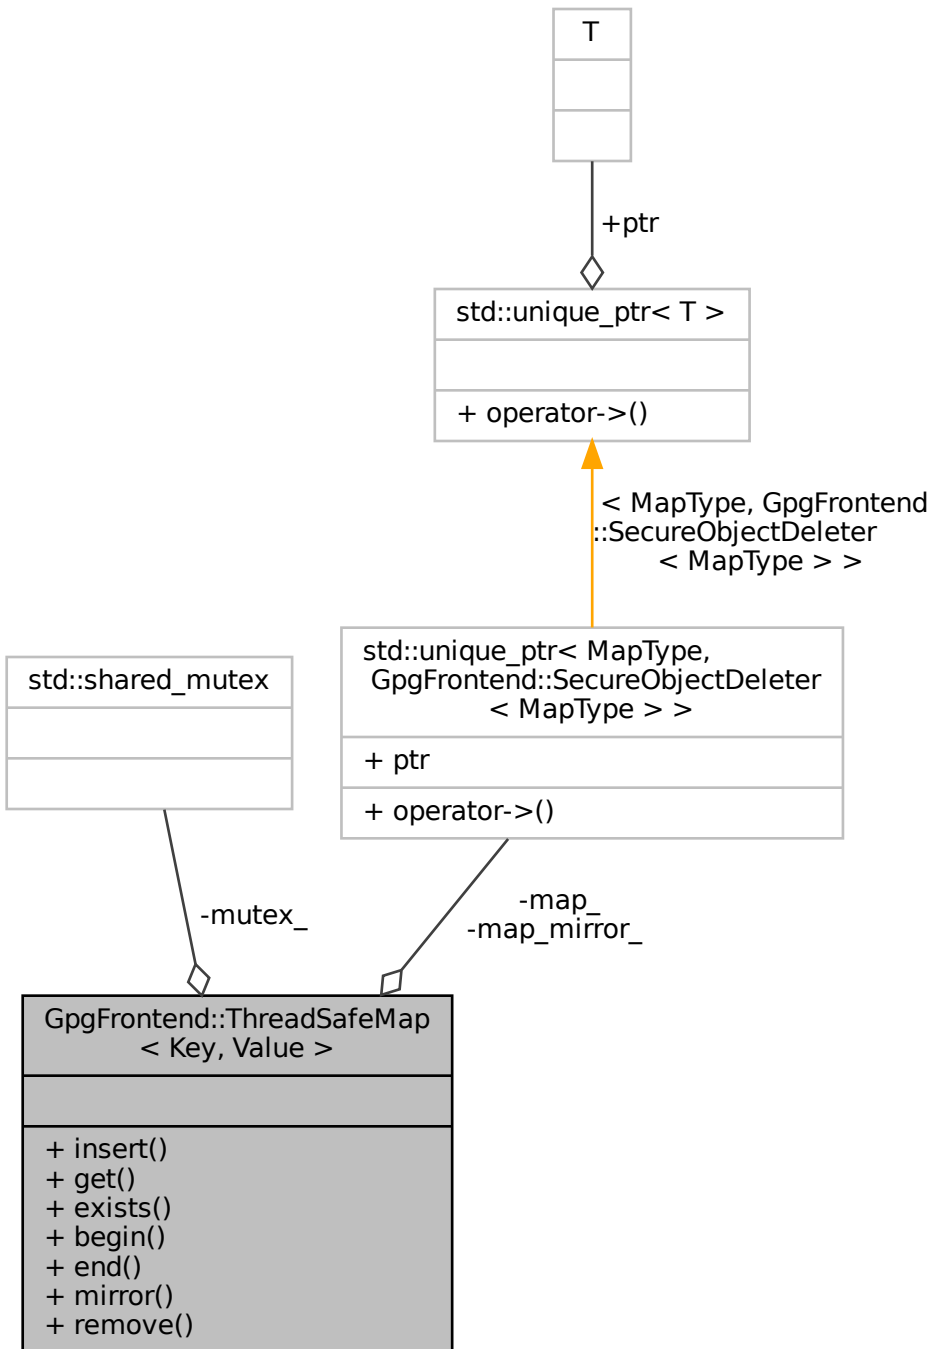 T
+ptr
std::unique_ptr< T >
+ operator->()
< MapType, GpgFrontend
::SecureObjectDeleter
< MapType > >
std::unique_ptr< MapType,
GpgFrontend::SecureObjectDeleter
< MapType > >
+ ptr
+ operator->()
std::shared_mutex
-mutex_
-map_
-map_mirror_
GpgFrontend::ThreadSafeMap
< Key, Value >
+ insert()
+ get()
+ exists()
+ begin()
+ end()
+ mirror()
+ remove()